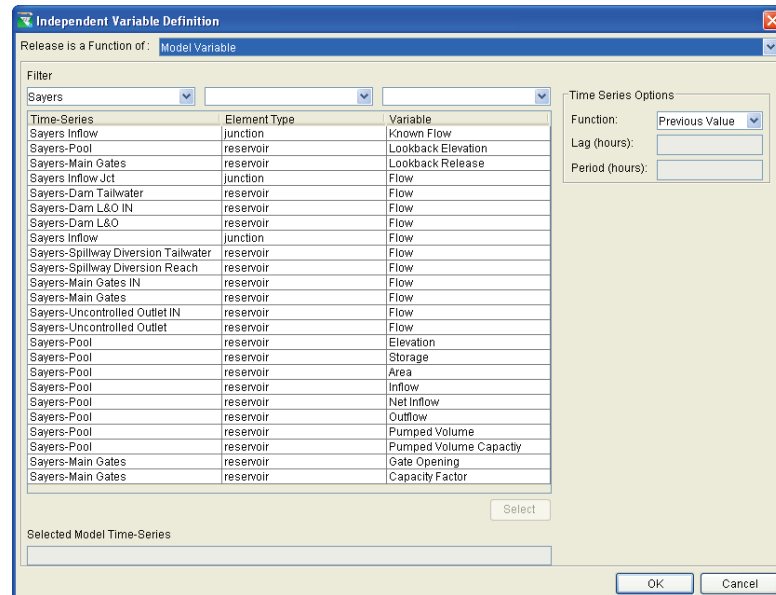 Independent Variable Definition
Release is a Function of: Model Variable
Filter
Sayers
Time-Series Element Type Variable
Sayers Inflow junction Known Flow
Sayers-Pool reservoir Lookback Elevation
Sayers-Main Gates reservoir Lookback Release
Sayers Inflow Jct junction Flow
Sayers-Dam Tailwater reservoir Flow
Sayers-Dam L&O IN reservoir Flow
Sayers-Dam L&O reservoir Flow
Sayers Inflow junction Flow
Sayers-Spillway Diversion Tailwater reservoir Flow
Sayers-Spillway Diversion Reach reservoir Flow
Sayers-Main Gates IN reservoir Flow
Sayers-Main Gates reservoir Flow
Sayers-Uncontrolled Outlet IN reservoir Flow
Sayers-Uncontrolled Outlet reservoir Flow
Sayers-Pool reservoir Elevation
Sayers-Pool reservoir Storage
Sayers-Pool reservoir Area
Sayers-Pool reservoir Inflow
Sayers-Pool reservoir Net Inflow
Sayers-Pool reservoir Outflow
Sayers-Pool reservoir Pumped Volume
Sayers-Pool reservoir Pumped Volume Capactiy
Sayers-Main Gates reservoir Gate Opening
Sayers-Main Gates reservoir Capacity Factor
Select
Selected Model Time-Series
Time Series Options
Function: Previous Value
Lag (hours):
Period (hours):
OK Cancel